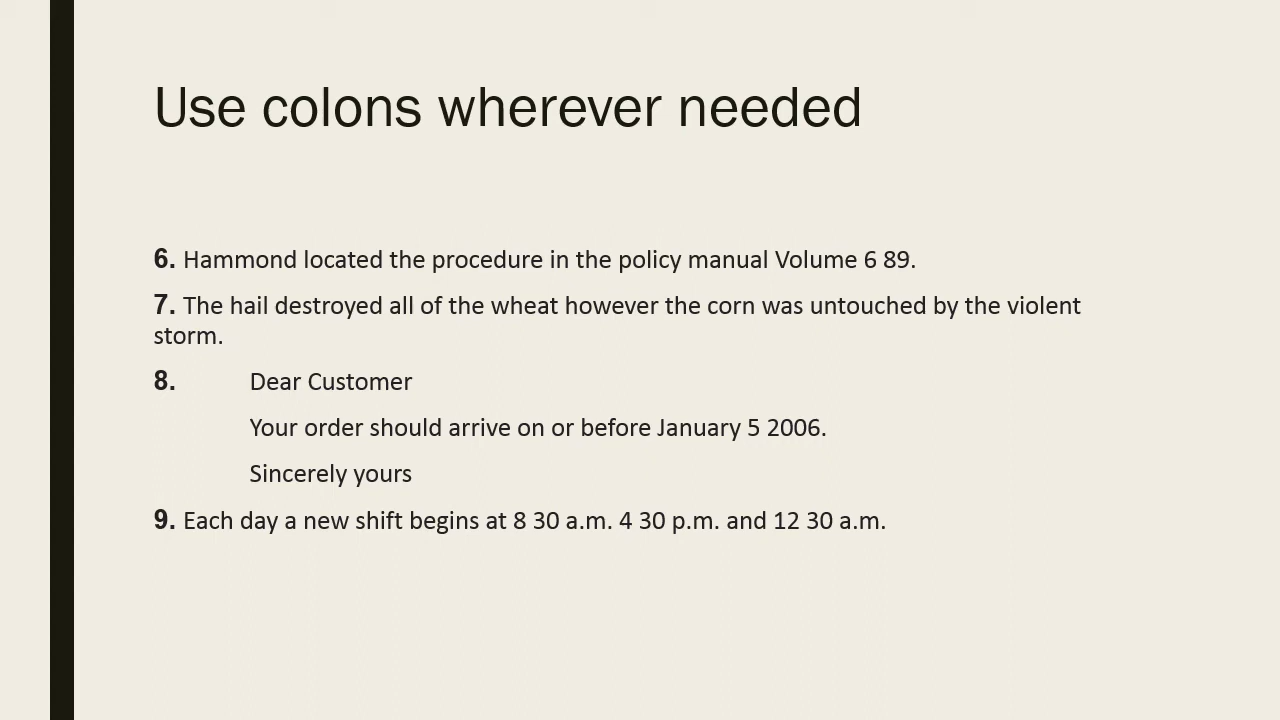 Use colons wherever needed
6. Hammond located the procedure in the policy manual Volume 6 89.
7. The hail destroyed all of the wheat however the corn was untouched by the violent
storm.
8. Dear Customer
Your order should arrive on or before January 5 2006.
Sincerely yours
9. Each day a new shift begins at 8 30 a.m. 4 30 p.m. and 12 30 a.m.